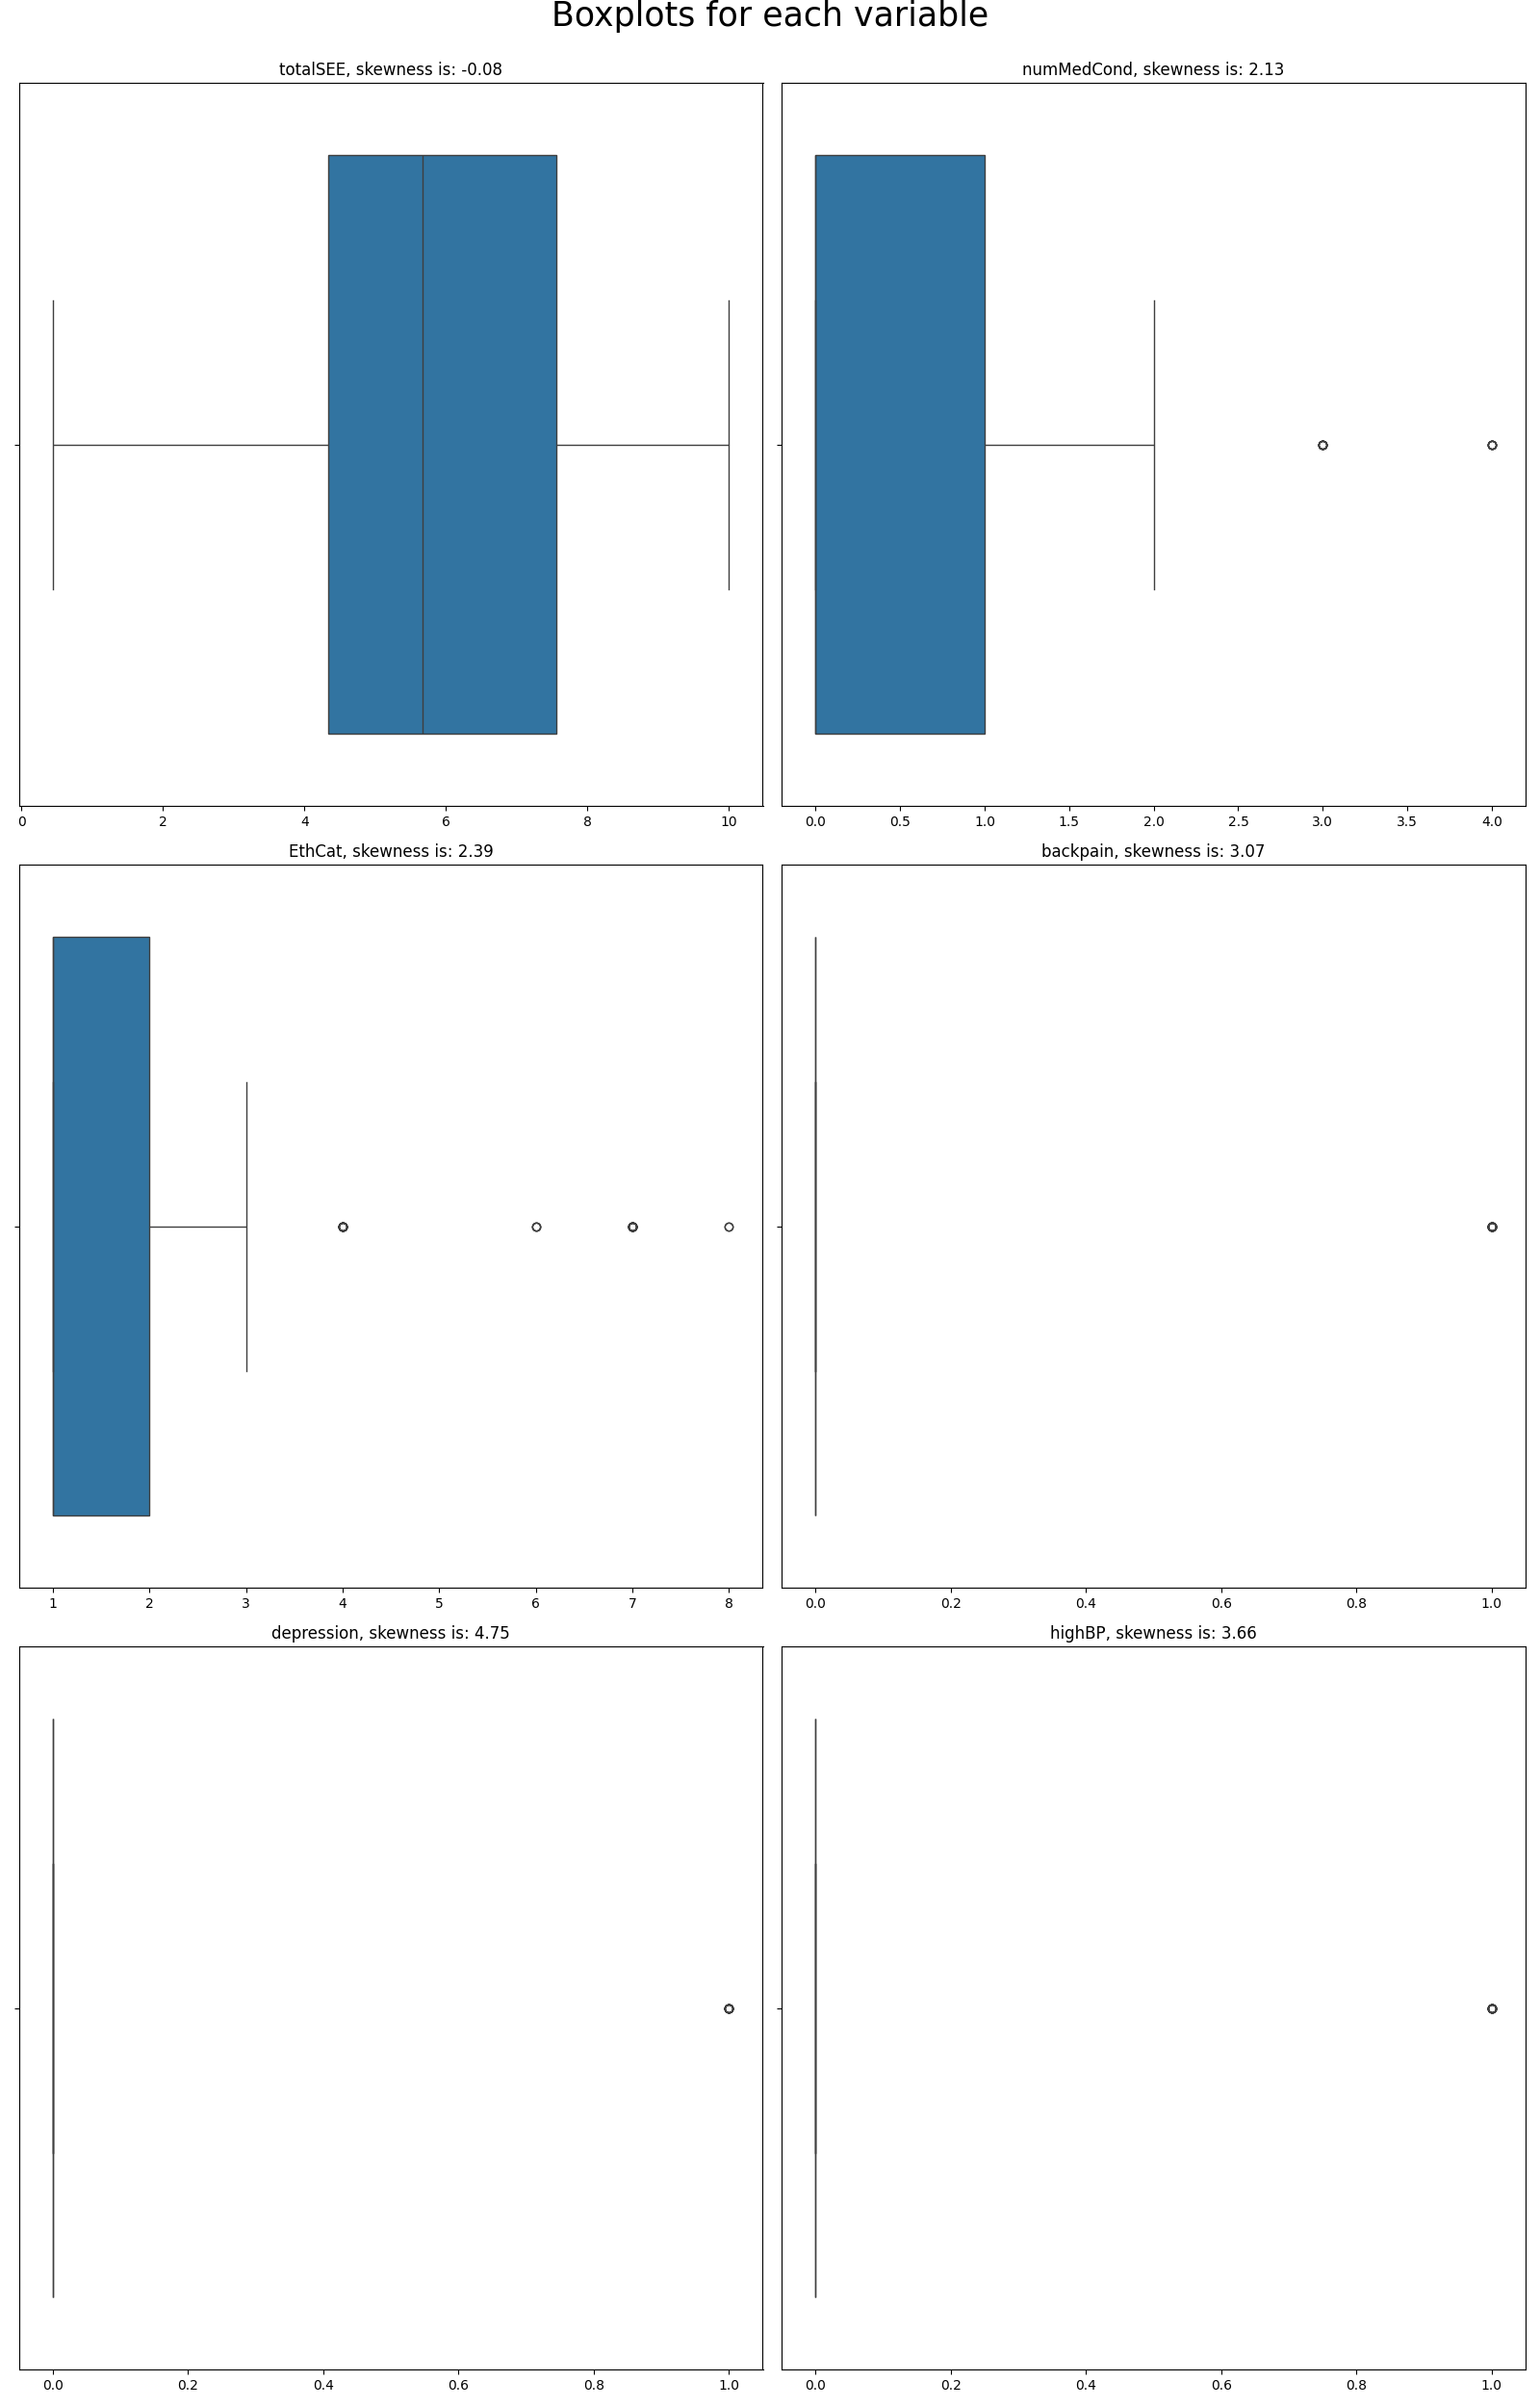 Boxplots for each variable
totalSEE, skewness is: -0.08
0 2 4 6 8 10
numMedCond, skewness is: 2.13
0.0 0.5 1.0 1.5 2.0 2.5 3.0 3.5 4.0
EthCat, skewness is: 2.39
1 2 3 4 5 6 7 8
backpain, skewness is: 3.07
0.0 0.2 0.4 0.6 0.8 1.0
depression, skewness is: 4.75
0.0 0.2 0.4 0.6 0.8 1.0
highBP, skewness is: 3.66
0.0 0.2 0.4 0.6 0.8 1.0